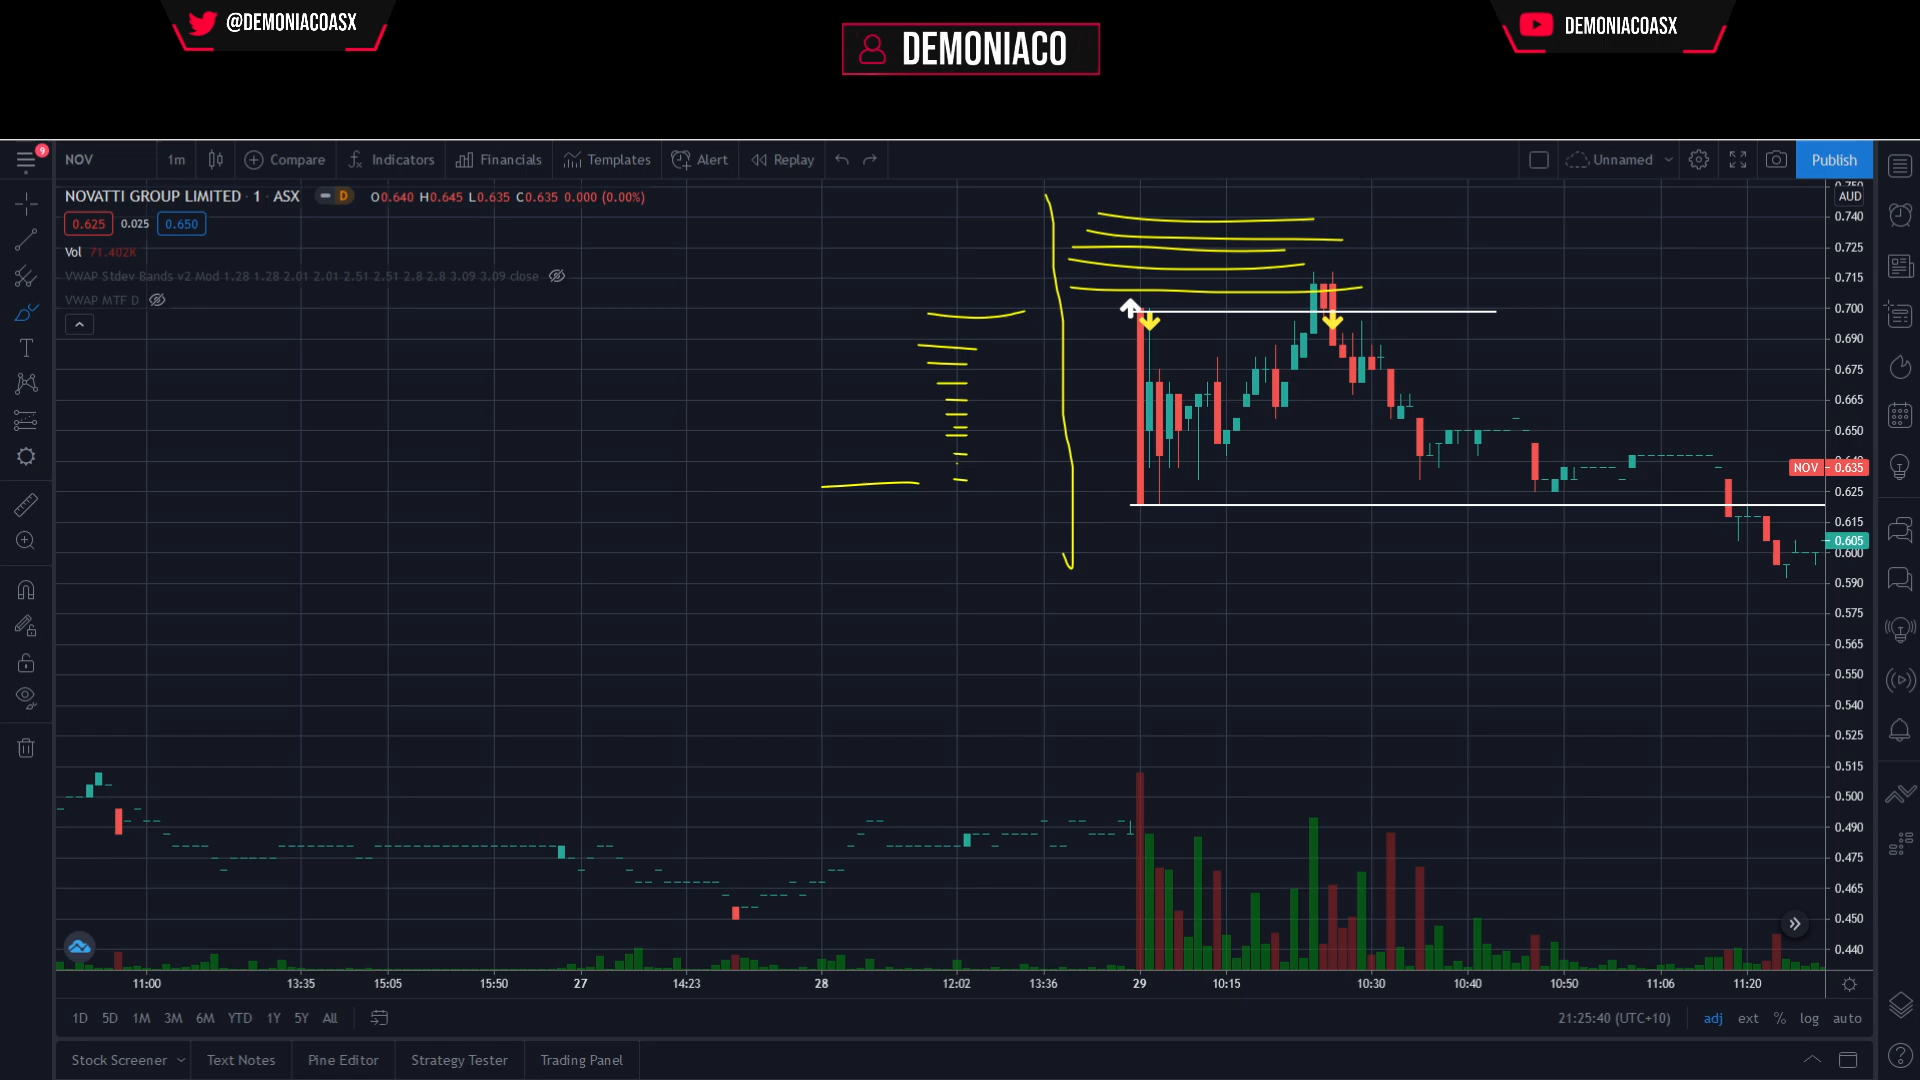 @DEMONIACOASX
DEMONIACO
DEMONIACOASX
9
NOV 1m Compare Indicators Financials Templates Alert Replay Unnamed Publish
NOVATTI GROUP LIMITED · 1 · ASX D O0.640 H0.645 L0.635 C0.635 0.000 (0.00%)
0.625 0.025 0.650
Vol 71.402K
VWAP Stdev Bands v2 Mod 1.28 1.28 2.01 2.01 2.51 2.51 2.8 2.8 3.09 3.09 close
VWAP MTF D
AUD
0.740
0.725
0.715
0.700
0.690
0.675
0.665
0.650
NOV 0.635
0.625
0.615
0.605
0.600
0.590
0.575
0.565
0.550
0.540
0.525
0.515
0.500
0.490
0.475
0.465
0.450
0.440
11:00 13:35 15:05 15:50 27 14:23 28 12:02 13:36 29 10:15 10:30 10:40 10:50 11:06 11:20
1D 5D 1M 3M 6M YTD 1Y 5Y All 21:25:40 (UTC+10) adj ext % log auto
Stock Screener Text Notes Pine Editor Strategy Tester Trading Panel